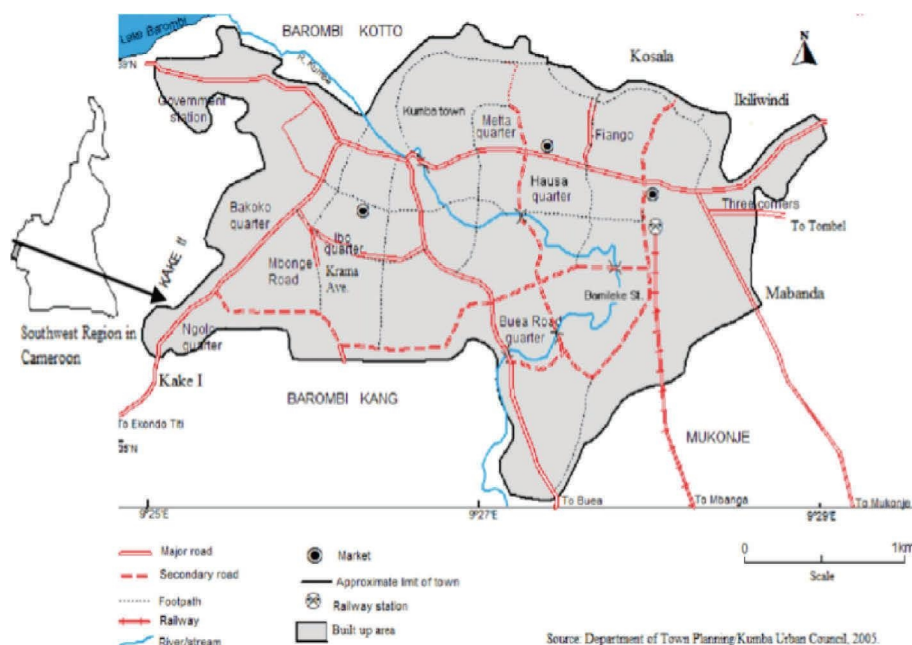 Lake Barombi
BAROMBI KOTTO
R. Kumba
Kosala
N
39'N
Government
station
Kumba town
Metta
quarter
Fiango
Ikiliwindi
Hausa
quarter
Three corners
To Tombel
Bakoko
quarter
Ibo
quarter
Mbonge
Road
Krama
Ave.
KAKE II
Bamileke St.
Mabanda
Southwest Region in
Cameroon
Ngolo
quarter
Buea Road
quarter
Kake I
BAROMBI KANG
MUKONJE
To Ekondo Titi
35'N
To Buea
To Mbanga
To Mukonje
9°25'E
9°27'E
9°29'E
Major road
Secondary road
Footpath
Railway
River/stream
Market
Approximate limt of town
Railway station
Built up area
0
1km
Scale
Source: Department of Town Planning/Kumba Urban Council, 2005.